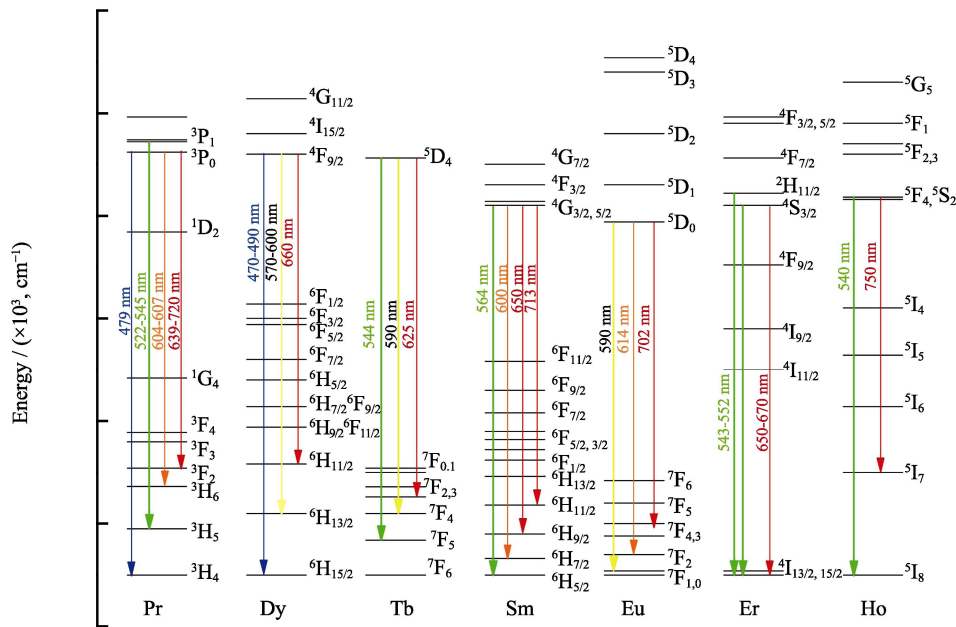 Energy / (×10³, cm⁻¹)
³P₁
³P₀
¹D₂
¹G₄
³F₄
³F₃
³F₂
³H₆
³H₅
³H₄
479 nm
522-545 nm
604-607 nm
639-720 nm
Pr
⁴G₁₁/₂
⁴I₁₅/₂
⁴F₉/₂
⁶F₁/₂
⁶F₃/₂
⁶F₅/₂
⁶F₇/₂
⁶H₅/₂
⁶H₇/₂⁶F₉/₂
⁶H₉/₂⁶F₁₁/₂
⁶H₁₁/₂
⁶H₁₃/₂
⁶H₁₅/₂
470-490 nm
570-600 nm
660 nm
Dy
⁵D₄
⁷F₀.₁
⁷F₂,₃
⁷F₄
⁷F₅
⁷F₆
544 nm
590 nm
625 nm
Tb
⁴G₇/₂
⁴F₃/₂
⁴G₃/₂, ₅/₂
⁶F₁₁/₂
⁶F₉/₂
⁶F₇/₂
⁶F₅/₂, ₃/₂
⁶F₁/₂
⁶H₁₃/₂
⁶H₁₁/₂
⁶H₉/₂
⁶H₇/₂
⁶H₅/₂
564 nm
600 nm
650 nm
713 nm
Sm
⁵D₄
⁵D₃
⁵D₂
⁵D₁
⁵D₀
⁷F₆
⁷F₅
⁷F₄,₃
⁷F₂
⁷F₁,₀
590 nm
614 nm
702 nm
Eu
⁴F₃/₂, ₅/₂
⁴F₇/₂
²H₁₁/₂
⁴S₃/₂
⁴F₉/₂
⁴I₉/₂
⁴I₁₁/₂
⁴I₁₃/₂, ₁₅/₂
543-552 nm
650-670 nm
Er
⁵G₅
⁵F₁
⁵F₂,₃
⁵F₄,⁵S₂
⁵I₄
⁵I₅
⁵I₆
⁵I₇
⁵I₈
540 nm
750 nm
Ho